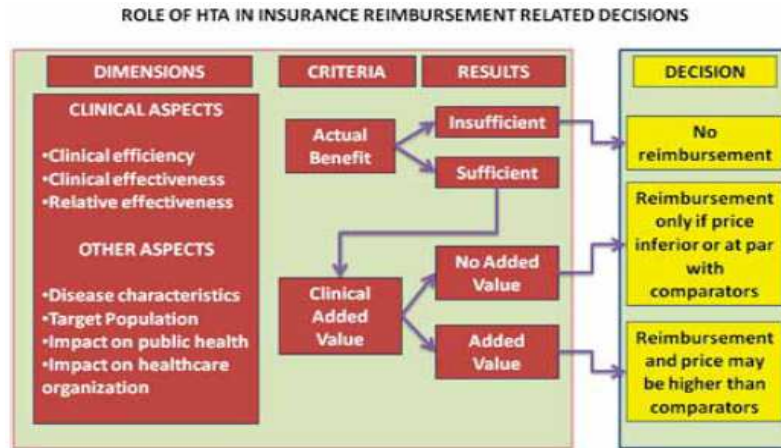 ROLE OF HTA IN INSURANCE REIMBURSEMENT RELATED DECISIONS
DIMENSIONS
CLINICAL ASPECTS
•Clinical efficiency
•Clinical effectiveness
•Relative effectiveness
OTHER ASPECTS
•Disease characteristics
•Target Population
•Impact on public health
•Impact on healthcare
organization
CRITERIA
Actual
Benefit
Clinical
Added
Value
RESULTS
Insufficient
Sufficient
No Added
Value
Added
Value
DECISION
No
reimbursement
Reimbursement
only if price
inferior or at par
with
comparators
Reimbursement
and price may
be higher than
comparators